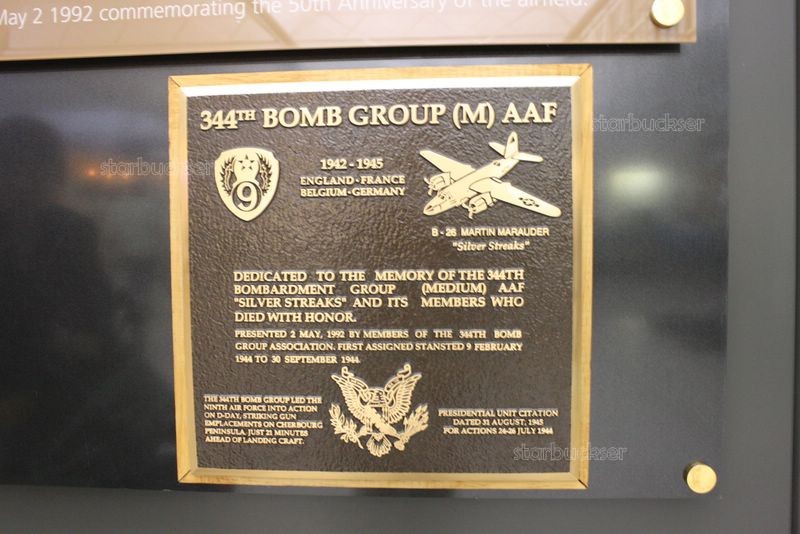 May 2 1992 commemorating the 50th Anniversary of the airfield.
344TH BOMB GROUP (M) AAF
9
1942 - 1945
ENGLAND · FRANCE
BELGIUM · GERMANY
B - 26 MARTIN MARAUDER
"Silver Streaks"
DEDICATED TO THE MEMORY OF THE 344TH
BOMBARDMENT GROUP (MEDIUM) AAF
"SILVER STREAKS" AND ITS MEMBERS WHO
DIED WITH HONOR.
PRESENTED 2 MAY, 1992 BY MEMBERS OF THE 344TH BOMB
GROUP ASSOCIATION. FIRST ASSIGNED STANSTED 9 FEBRUARY
1944 TO 30 SEPTEMBER 1944.
THE 344TH BOMB GROUP LED THE
NINTH AIR FORCE INTO ACTION
ON D-DAY, STRIKING GUN
EMPLACEMENTS ON CHERBOURG
PENINSULA. JUST 21 MINUTES
AHEAD OF LANDING CRAFT.
PRESIDENTIAL UNIT CITATION
DATED 31 AUGUST, 1945
FOR ACTIONS 24-26 JULY 1944
starbuckser
starbuckser
starbuckser